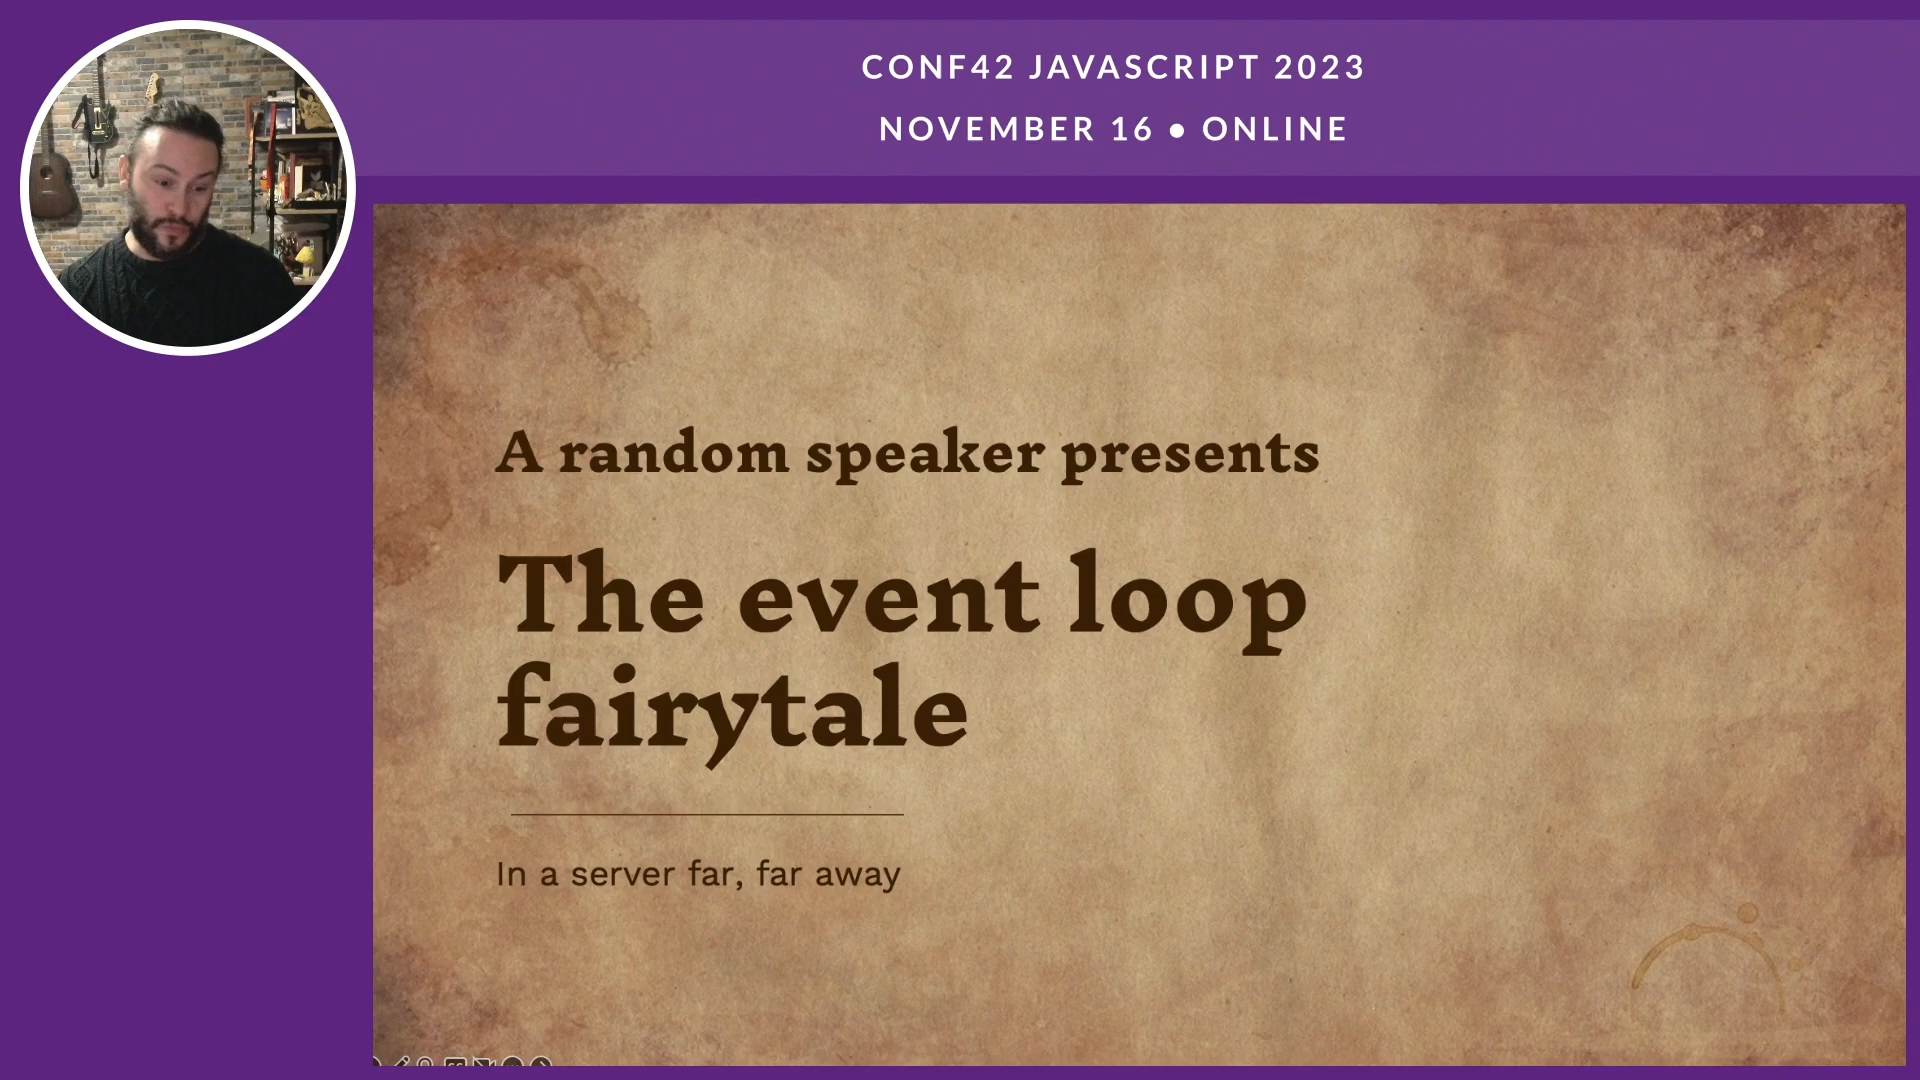 CONF42 JAVASCRIPT 2023
NOVEMBER 16 • ONLINE
A random speaker presents
The event loop
fairytale
In a server far, far away